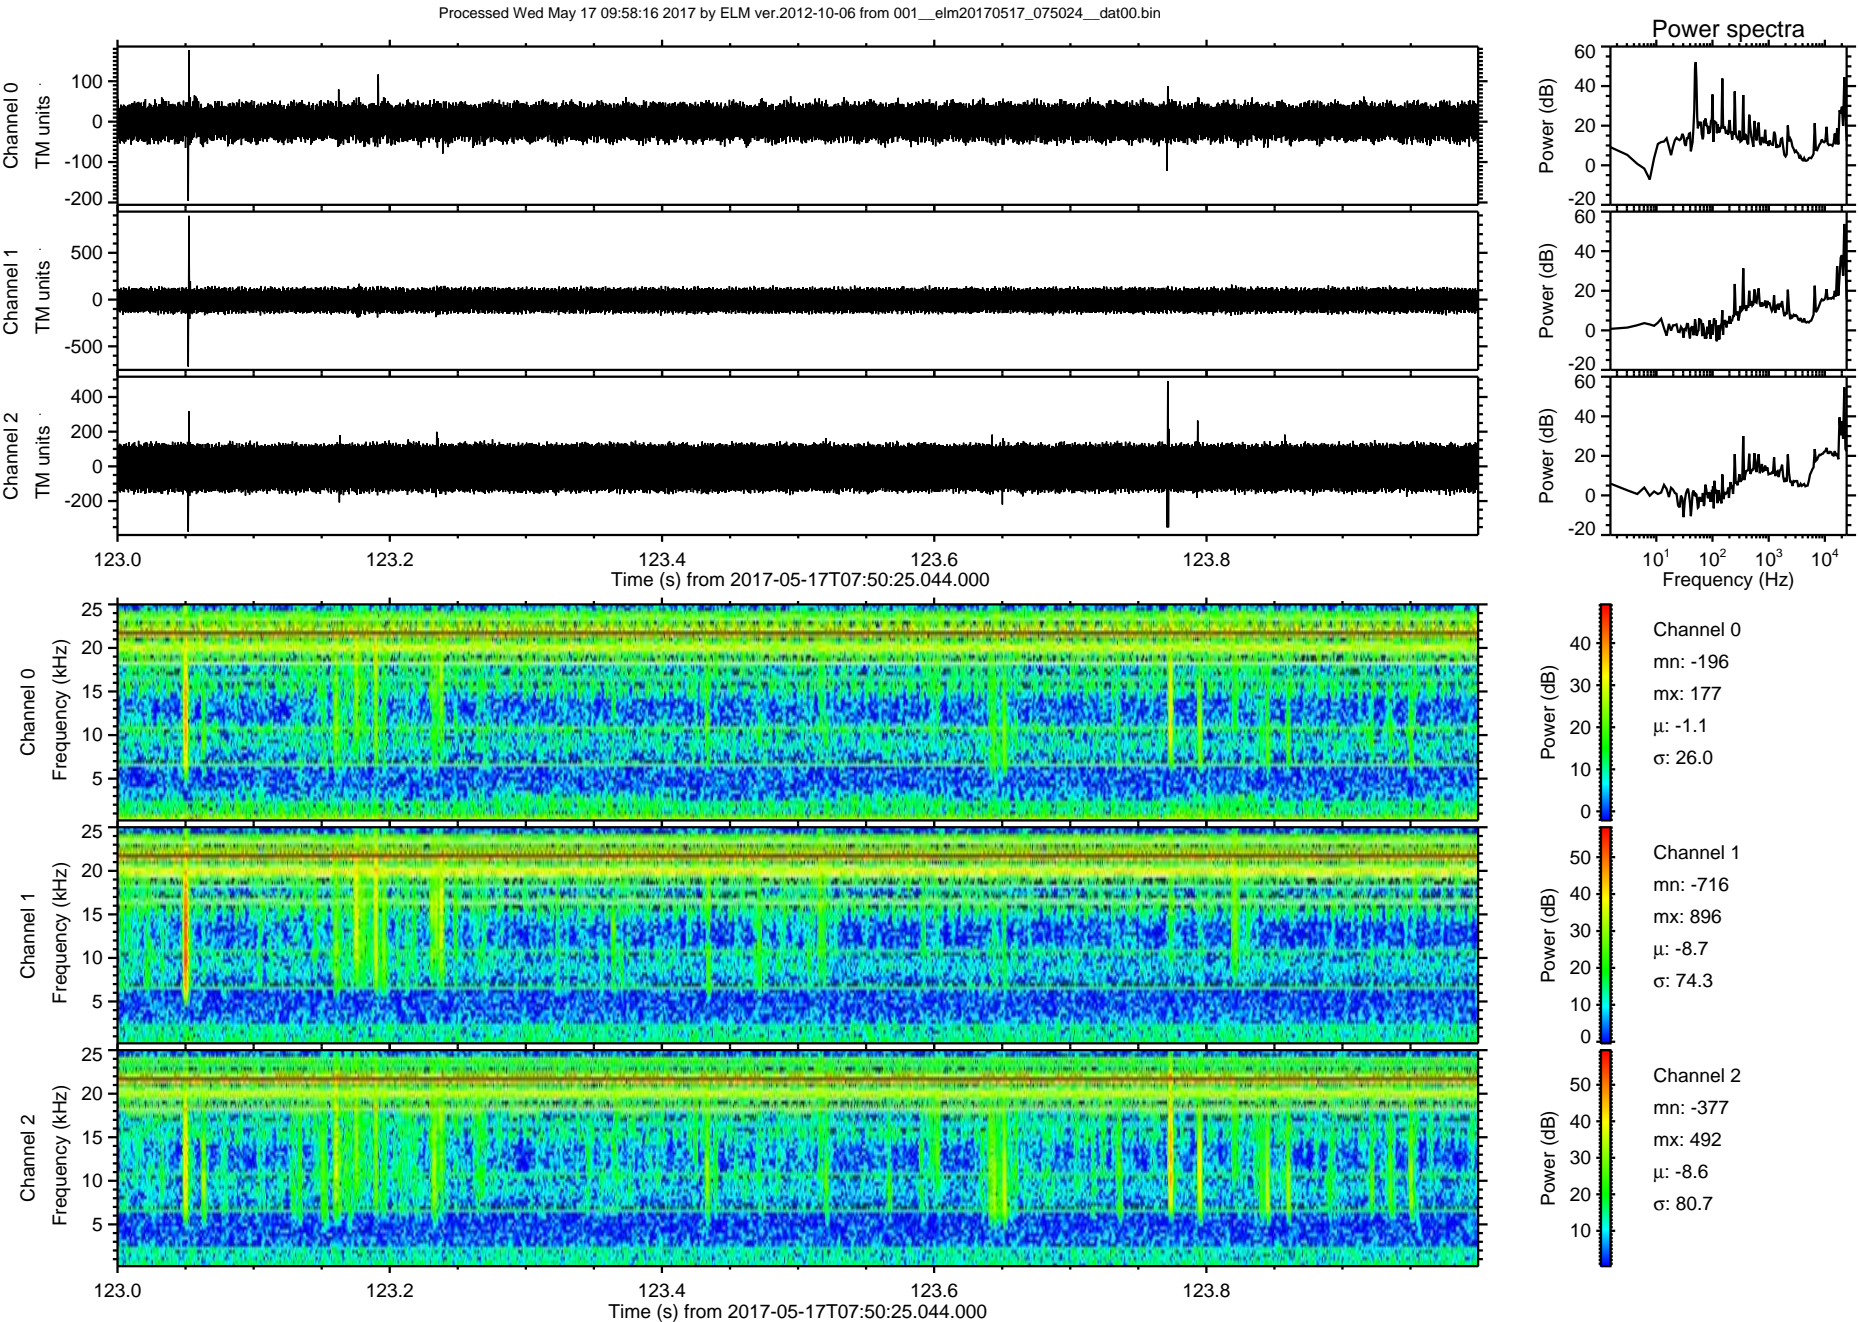 Processed Wed May 17 09:58:16 2017 by ELM ver.2012-10-06 from 001__elm20170517_075024__dat00.bin
Power spectra
Channel 0
TM units
100
0
-100
-200
Power (dB)
60
40
20
0
-20
Channel 1
TM units
500
0
-500
Power (dB)
60
40
20
0
-20
Channel 2
TM units
400
200
0
-200
Power (dB)
60
40
20
0
-20
123.0 123.2 123.4 123.6 123.8
Time (s) from 2017-05-17T07:50:25.044.000
10^1 10^2 10^3 10^4
Frequency (Hz)
Channel 0
Frequency (kHz)
25
20
15
10
5
Power (dB)
40
30
20
10
0
Channel 0
mn: -196
mx: 177
μ: -1.1
σ: 26.0
Channel 1
Frequency (kHz)
25
20
15
10
5
Power (dB)
50
40
30
20
10
0
Channel 1
mn: -716
mx: 896
μ: -8.7
σ: 74.3
Channel 2
Frequency (kHz)
25
20
15
10
5
Power (dB)
50
40
30
20
10
Channel 2
mn: -377
mx: 492
μ: -8.6
σ: 80.7
123.0 123.2 123.4 123.6 123.8
Time (s) from 2017-05-17T07:50:25.044.000